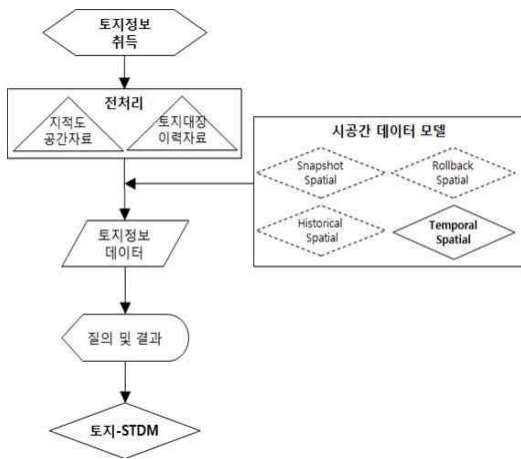 토지정보
취득
전처리
지적도
공간자료
토지대장
이력자료
시공간 데이터 모델
Snapshot
Spatial
Rollback
Spatial
Historical
Spatial
Temporal
Spatial
토지정보
데이터
질의 및 결과
토지-STDM